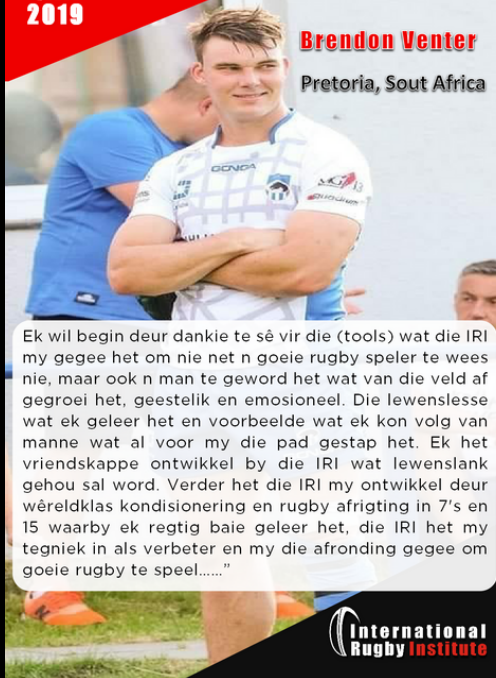 2019
Brendon Venter
Pretoria, Sout Africa
GONGA
Ek wil begin deur dankie te sê vir die (tools) wat die IRI
my gegee het om nie net n goeie rugby speler te wees
nie, maar ook n man te geword het wat van die veld af
gegroei het, geestelik en emosioneel. Die lewenslesse
wat ek geleer het en voorbeelde wat ek kon volg van
manne wat al voor my die pad gestap het. Ek het
vriendskappe ontwikkel by die IRI wat lewenslank
gehou sal word. Verder het die IRI my ontwikkel deur
wêreldklas kondisionering en rugby afrigting in 7's en
15 waarby ek regtig baie geleer het, die IRI het my
tegniek in als verbeter en my die afronding gegee om
goeie rugby te speel......”
International
Rugby Institute